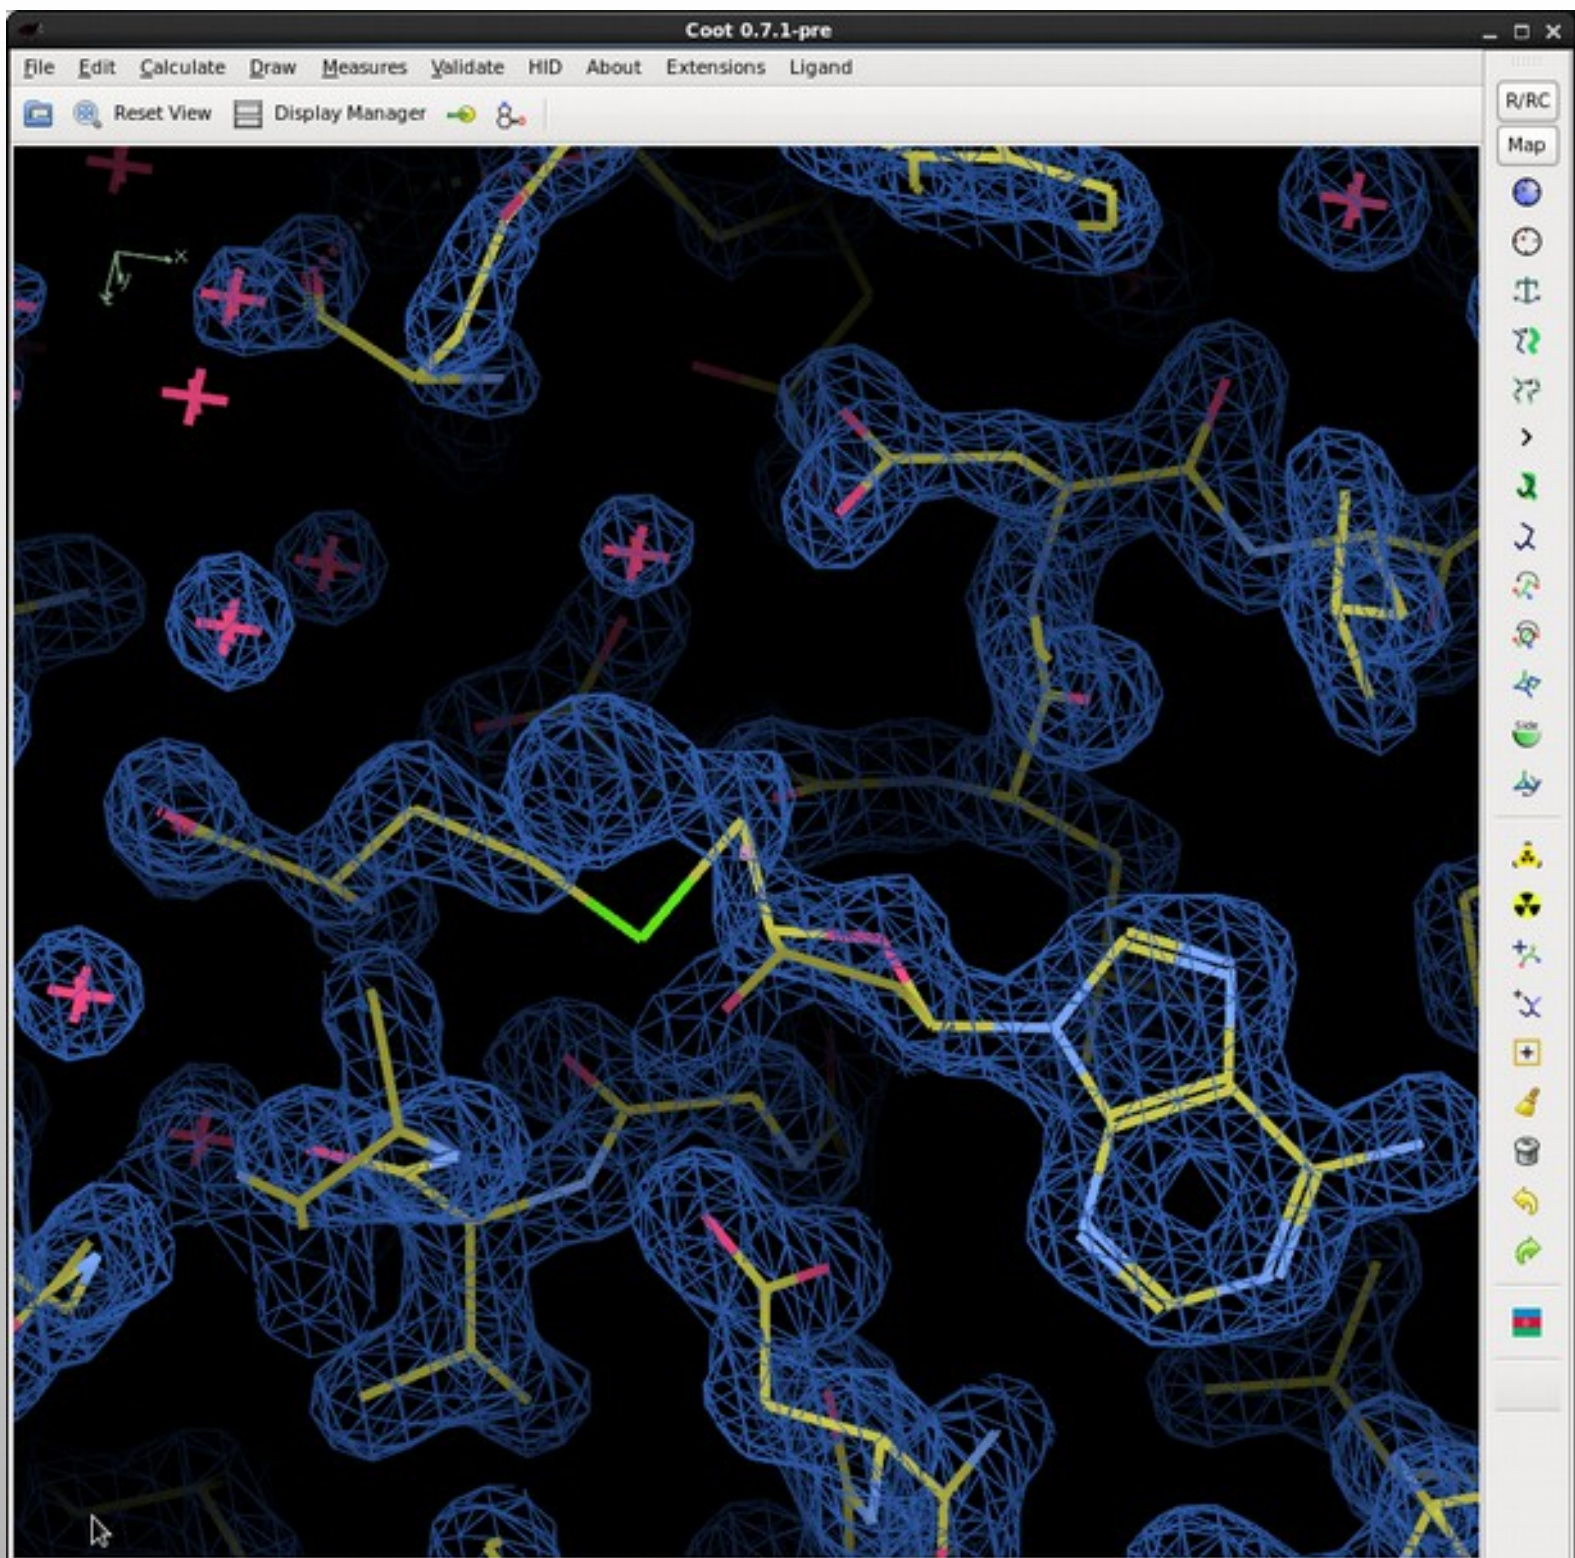 Coot 0.7.1-pre
File Edit Calculate Draw Measures Validate HID About Extensions Ligand
Reset View Display Manager
R/RC
Map
x
y
Side